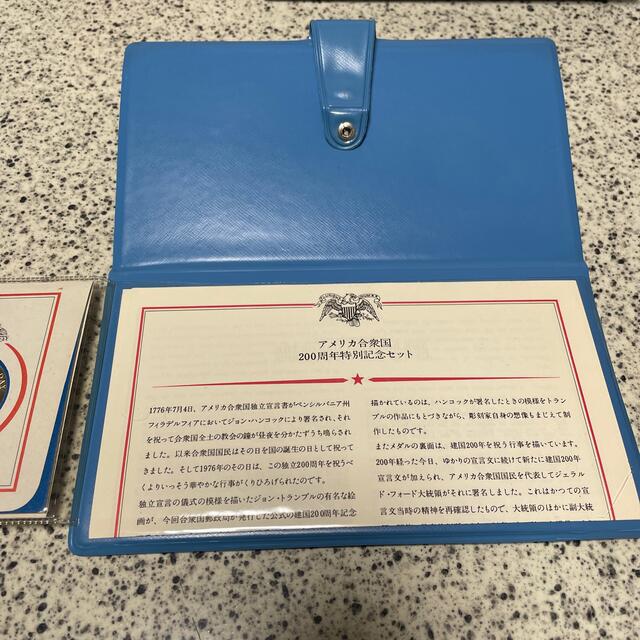 アメリカ合衆国
200周年特別記念セット
1776年7月4日、アメリカ合衆国独立宣言書がペンシルバニア州
フィラデルフィアにおいてジョン・ハンコックにより署名され、それ
を祝って合衆国全土の教会の鐘が昼夜を分かたずうち鳴らされ
ました。以来合衆国国民はその日を国の誕生の日として祝って
きました。そして1976年のその日は、この独立200周年を祝うべ
くよりいっそう華やかな行事がくりひろげられたのです。
独立宣言の儀式の模様を描いたジョン・トランブルの有名な絵
画が、今回合衆国郵政局が発行した公式の建国200年記念
描かれているのは、ハンコックが署名したときの模様をトラン
ブルの作品にもとづきながら、彫刻家自身の想像もまじえて制
作したものです。
またメダルの裏面は、建国200年を祝う行事を描いています。
200年経った今日、ゆかりの宣言文に続けて新たに建国200年
宣言文が加えられ、アメリカ合衆国国民を代表してジェラル
ド・フォード大統領がそれに署名しました。これはかつての宣
言文当時の精神を再確認したもので、大統領のほかに副大統